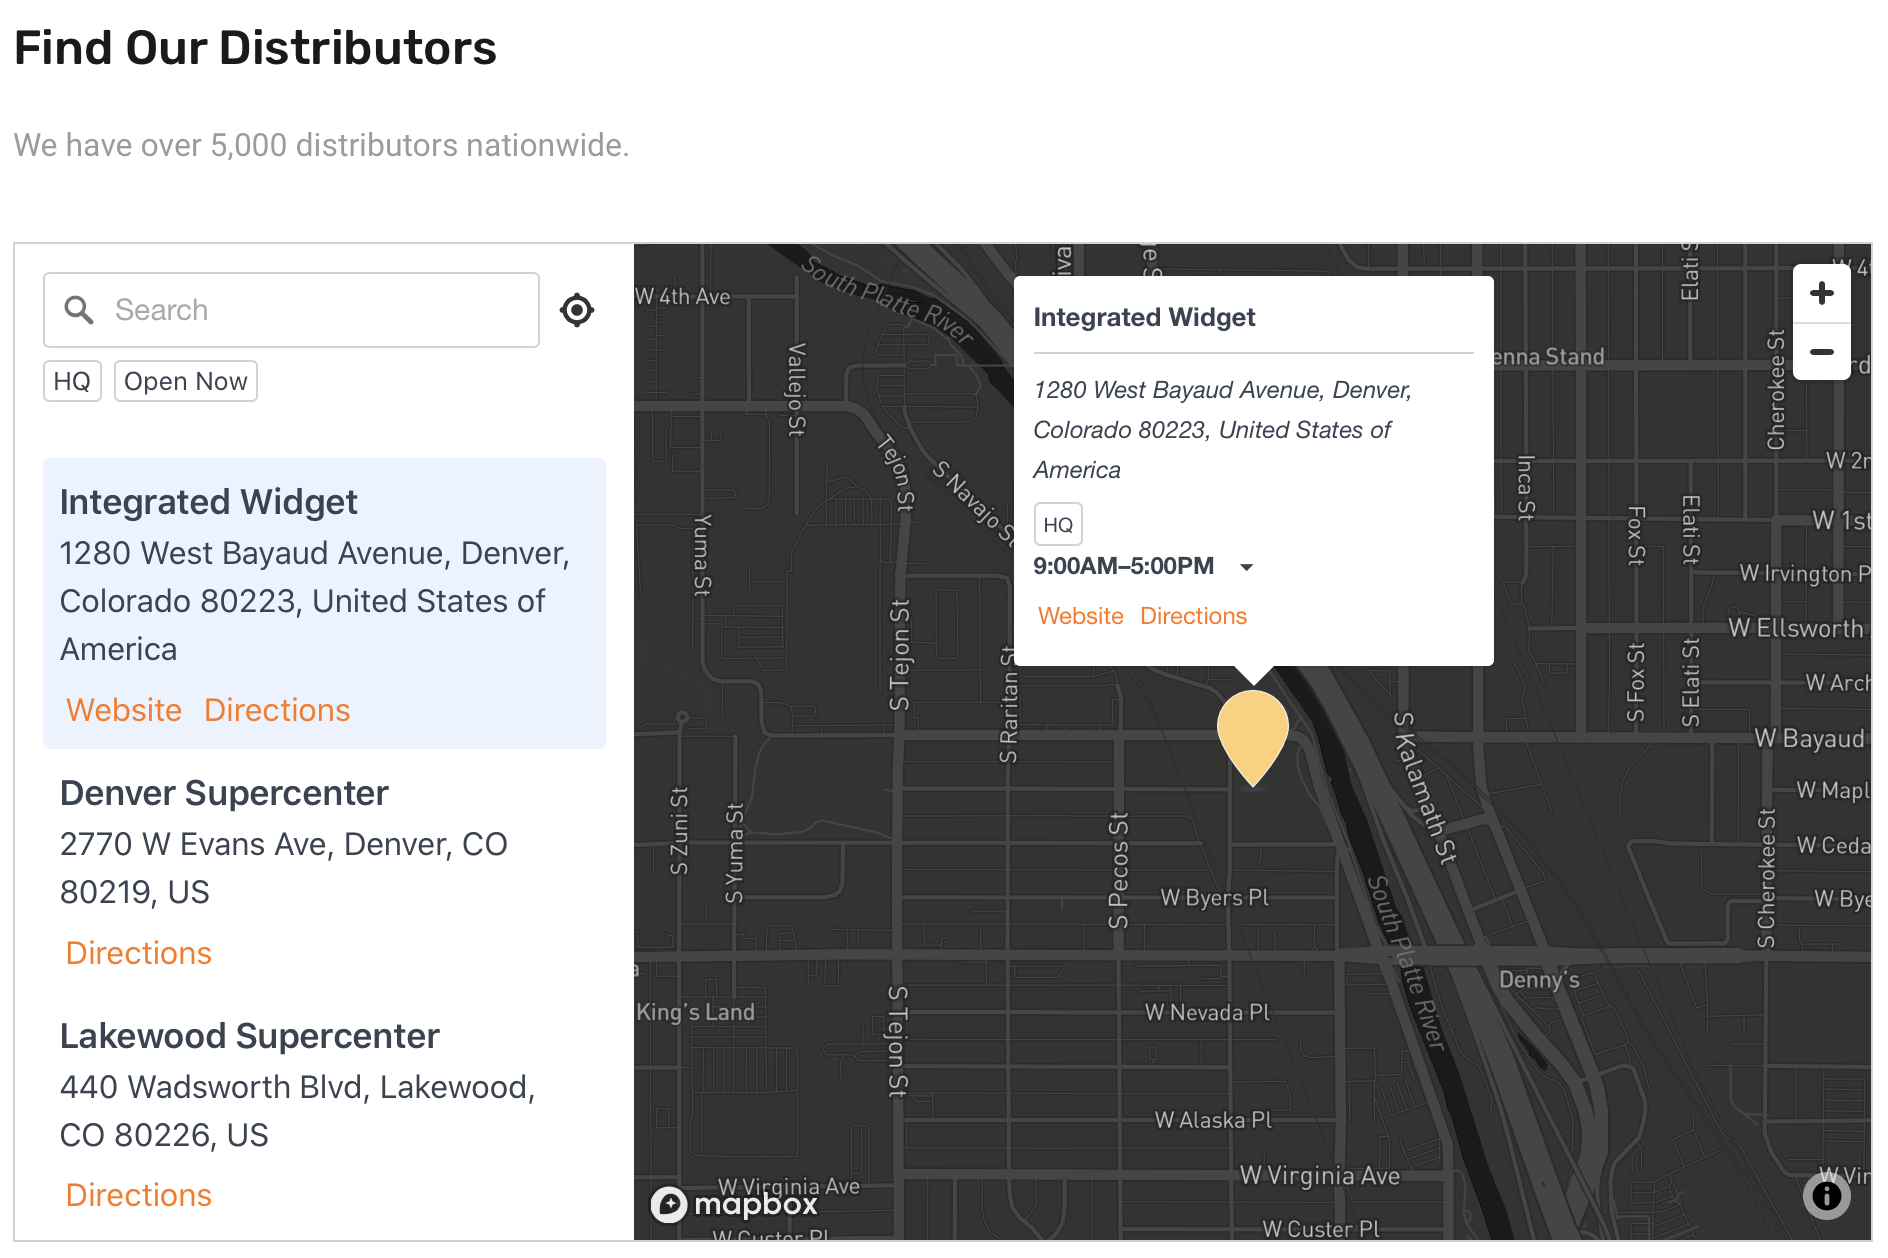 Find Our Distributors
We have over 5,000 distributors nationwide.
Search
HQ
Open Now
Integrated Widget
1280 West Bayaud Avenue, Denver,
Colorado 80223, United States of
America
Website Directions
Denver Supercenter
2770 W Evans Ave, Denver, CO
80219, US
Directions
Lakewood Supercenter
440 Wadsworth Blvd, Lakewood,
CO 80226, US
Directions
Integrated Widget
1280 West Bayaud Avenue, Denver,
Colorado 80223, United States of
America
HQ
9:00AM–5:00PM
Website Directions
W 4th Ave
South Platte River
Vallejo St
Tejon St
S Navajo St
Yuma St
S Tejon St
S Raritan St
S Zuni St
S Yuma St
S Pecos St
W Byers Pl
King's Land
S Tejon St
W Nevada Pl
W Alaska Pl
W Virginia Ave
W Virginia Ave
W Custer Pl
W Custer Pl
South Platte River
S Kalamath St
Denny's
Stand
Elati S
Cherokee St
Inca St
Fox St
Elati St
S Fox St
S Elati St
S Cherokee St
W 2n
W 1st
W Irvington P
W Ellsworth
W Arch
W Bayaud
W Mapl
W Ceda
W Bye
W Vir
mapbox